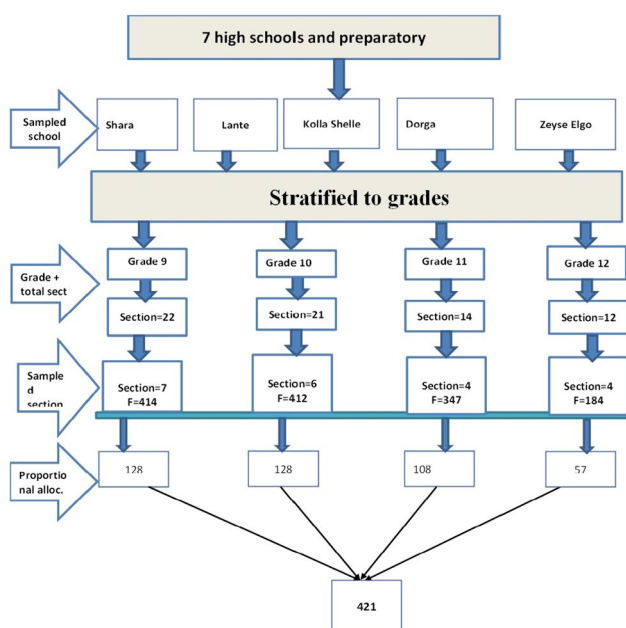 7 high schools and preparatory
Sampled
school
Shara
Lante
Kolla Shelle
Dorga
Zeyse Elgo
Stratified to grades
Grade +
total sect
Grade 9
Grade 10
Grade 11
Grade 12
Section=22
Section=21
Section=14
Section=12
Sample
d
section
Section=7
F=414
Section=6
F=412
Section=4
F=347
Section=4
F=184
Proportio
nal alloc.
128
128
108
57
421